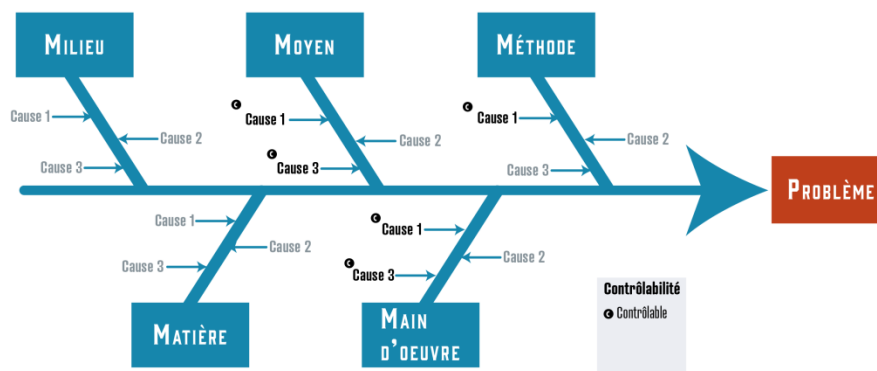 MILIEU
MOYEN
MÉTHODE
Cause 1
Cause 2
Cause 3
C
Cause 1
Cause 2
C
Cause 3
C
Cause 1
Cause 2
Cause 3
PROBLÈME
Cause 1
Cause 2
Cause 3
C
Cause 1
Cause 2
C
Cause 3
MATIÈRE
MAIN
D'OEUVRE
Contrôlabilité
C Contrôlable